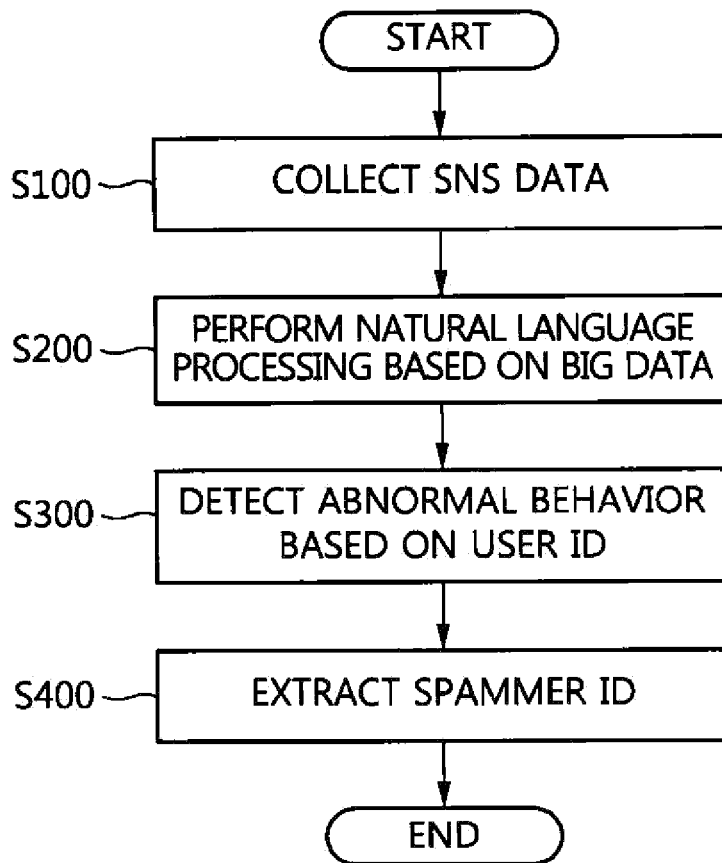 START
S100
COLLECT SNS DATA
S200
PERFORM NATURAL LANGUAGE
PROCESSING BASED ON BIG DATA
S300
DETECT ABNORMAL BEHAVIOR
BASED ON USER ID
S400
EXTRACT SPAMMER ID
END